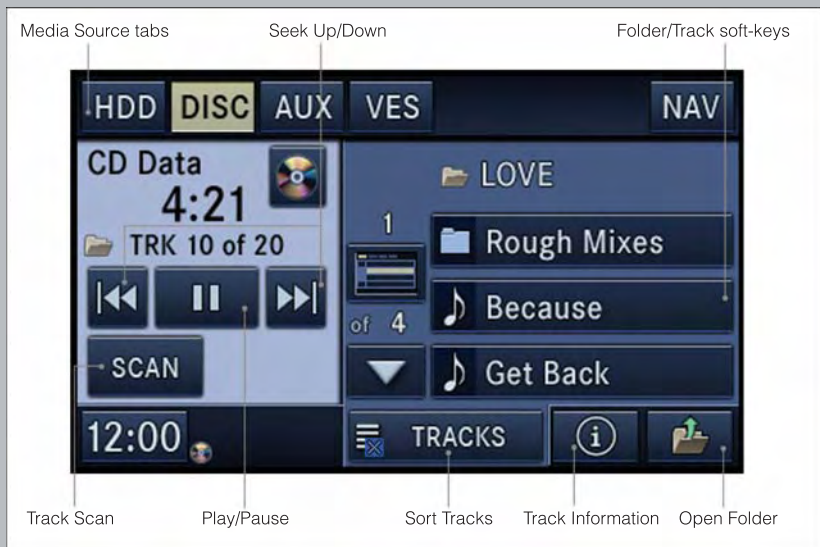 Media Source tabs
Seek Up/Down
Folder/Track soft-keys
HDD DISC AUX VES NAV
CD Data
4:21
TRK 10 of 20
SCAN
12:00
LOVE
1
of 4
Rough Mixes
Because
Get Back
TRACKS
i
Track Scan
Play/Pause
Sort Tracks
Track Information
Open Folder